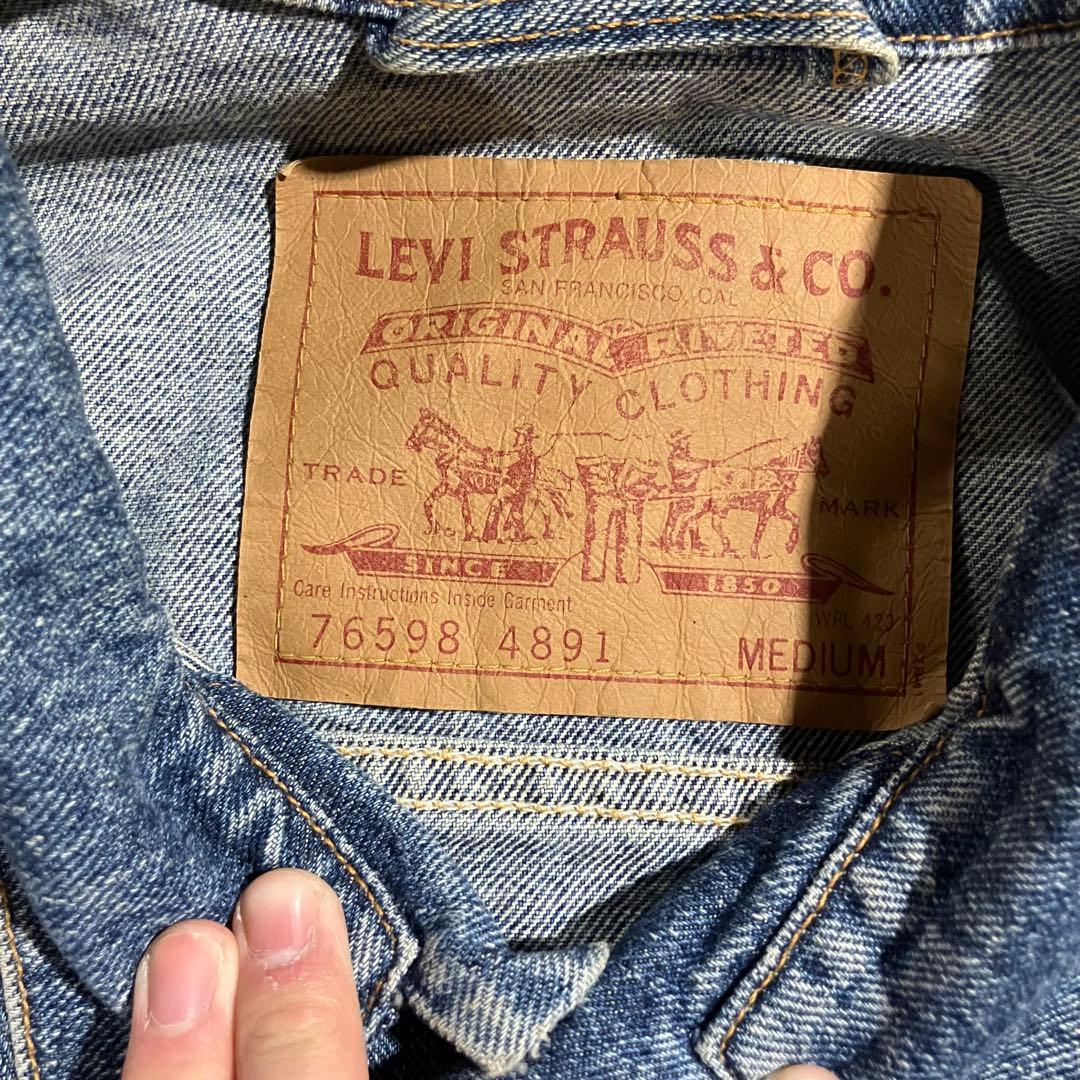 LEVI STRAUSS & CO.
SAN FRANCISCO, CAL
ORIGINAL RIVETED
QUALITY CLOTHING
TRADE MARK
SINCE 1850
Care Instructions Inside Garment
WPL 423
76598 4891 MEDIUM